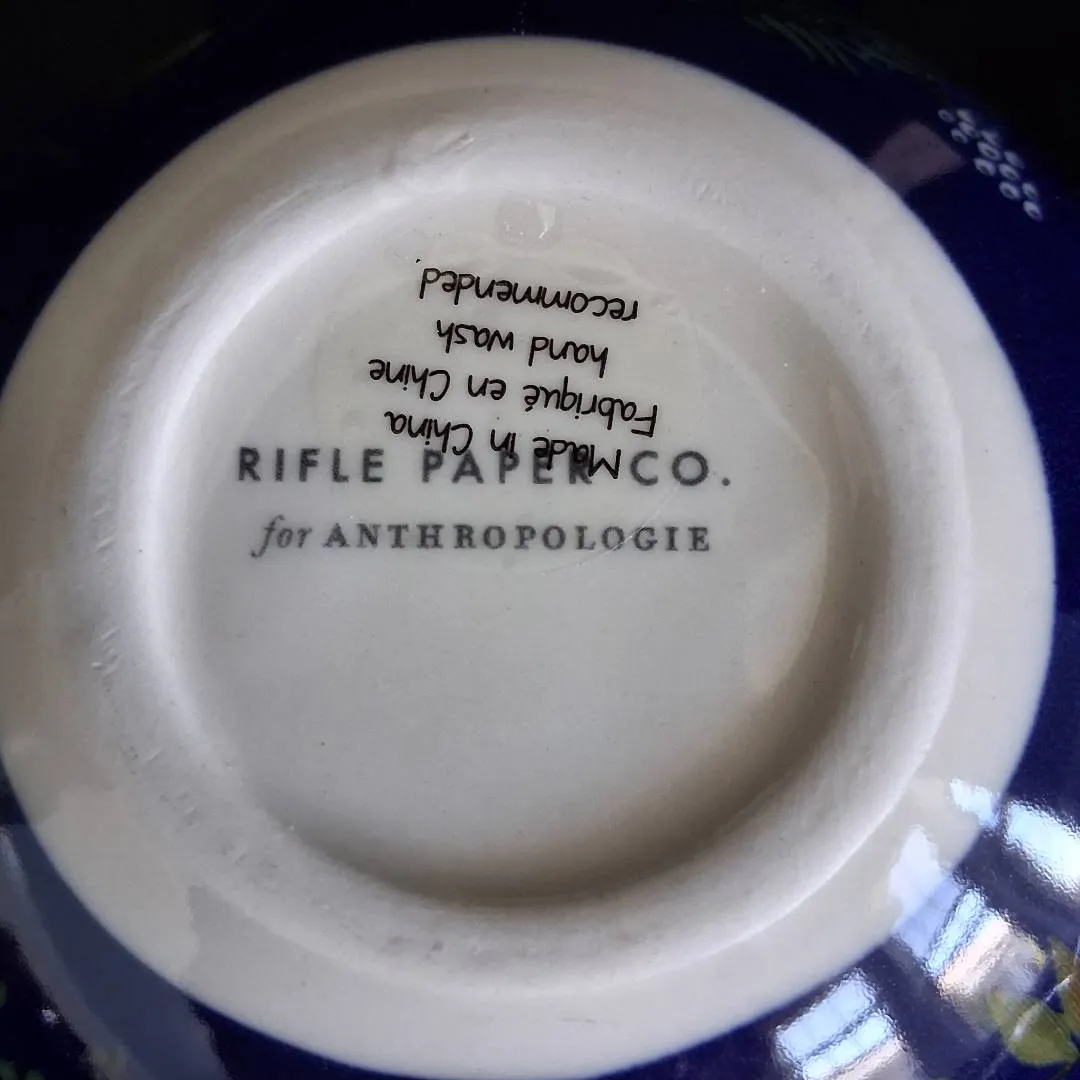 RIFLE PAPER CO.
for ANTHROPOLOGIE
Made in China
Fabriqué en Chine
hand wash
recommended.